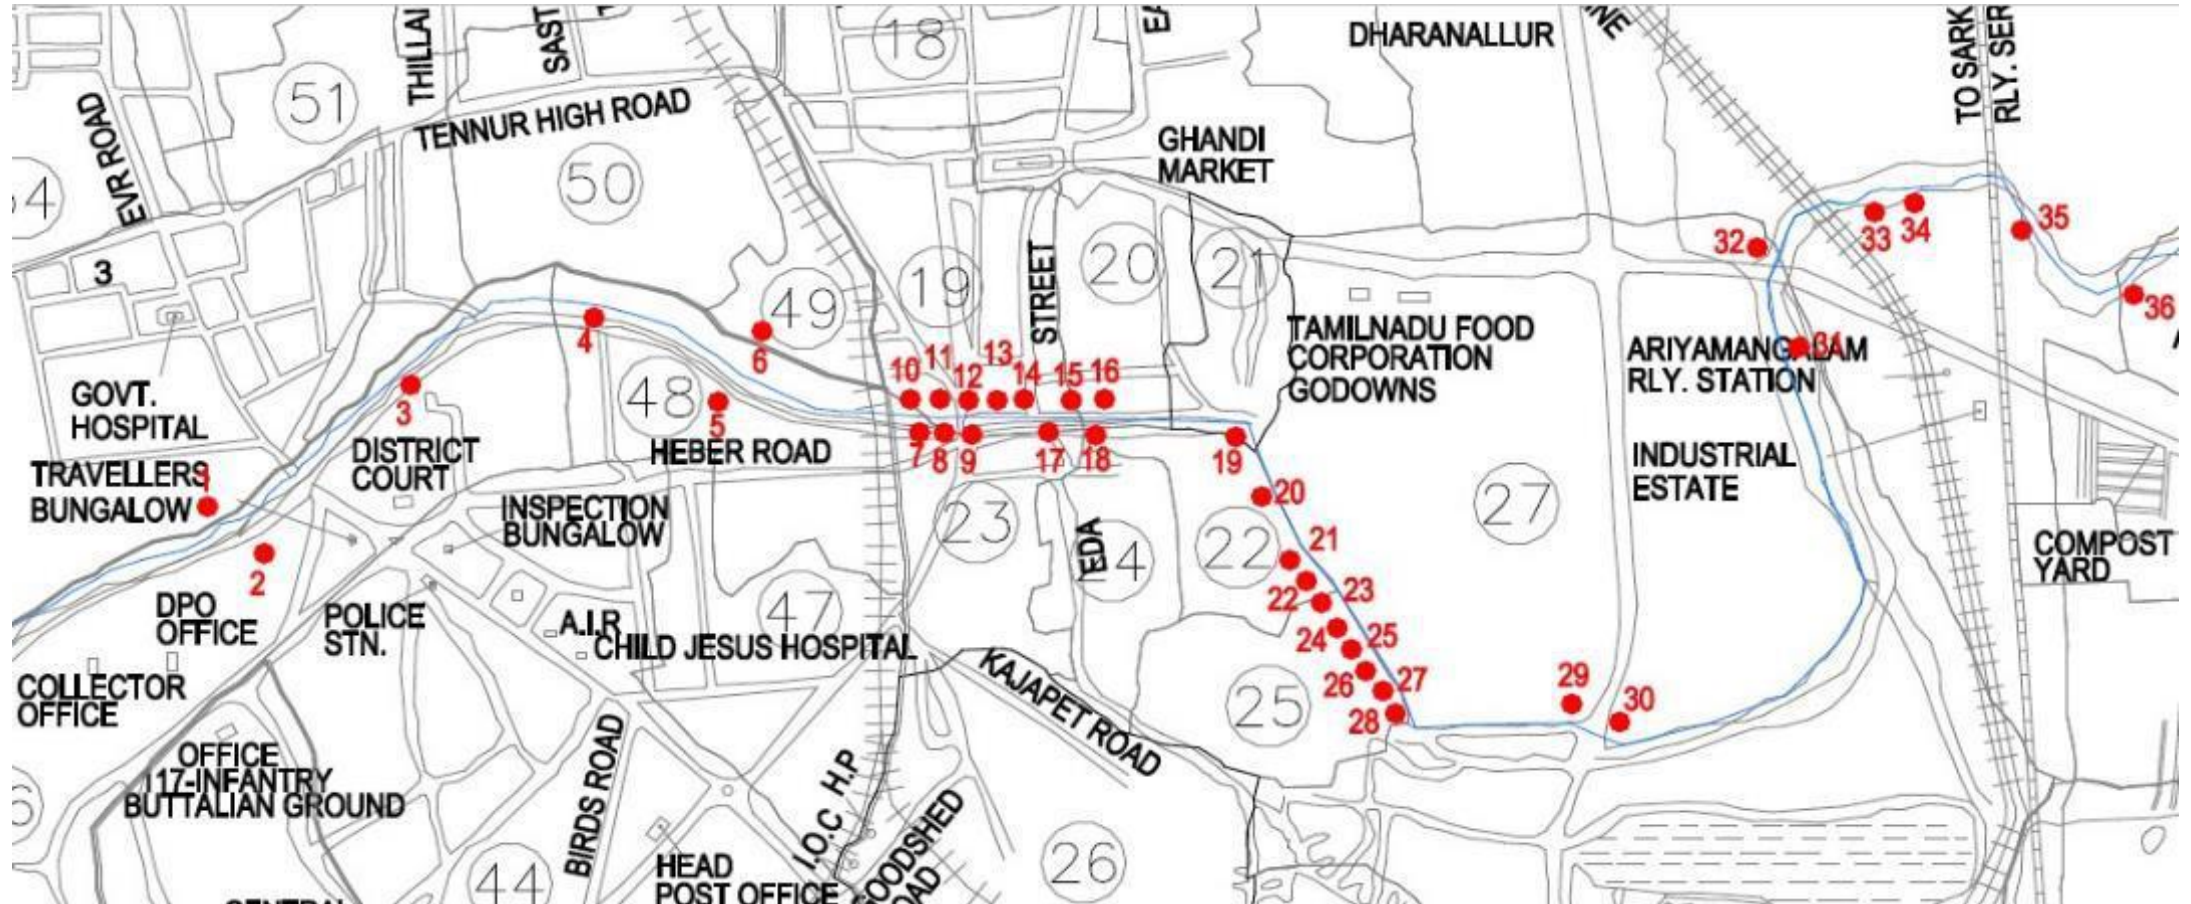 THILLAI
SAST
18
DHARANALLUR
TO SARK
RLY. SER
51
EVR ROAD
TENNUR HIGH ROAD
GHANDI
MARKET
50
3
49
19
STREET
20
21
32
33
34
35
36
TAMILNADU FOOD
CORPORATION
GODOWNS
ARIYAMANGALAM
RLY. STATION
31
4
6
3
48
5
10
11
12
13
14
15
16
GOVT.
HOSPITAL
DISTRICT
COURT
HEBER ROAD
7
8
9
17
18
19
INDUSTRIAL
ESTATE
TRAVELLERS
BUNGALOW
1
INSPECTION
BUNGALOW
23
EDA
22
20
27
21
COMPOST
YARD
2
DPO
OFFICE
POLICE
STN.
A.I.R
47
CHILD JESUS HOSPITAL
22
23
24
25
26
27
28
29
30
COLLECTOR
OFFICE
KAJAPET ROAD
25
OFFICE
117-INFANTRY
BUTTALIAN GROUND
BIRDS ROAD
I.O.C H.P
44
HEAD
POST OFFICE
26